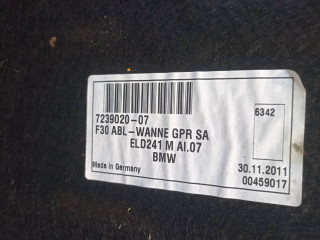 7239020-07
F30 ABL-WANNE GPR SA
ELD241 M AI.07
BMW
Made in Germany
6342
30.11.2011
00459017